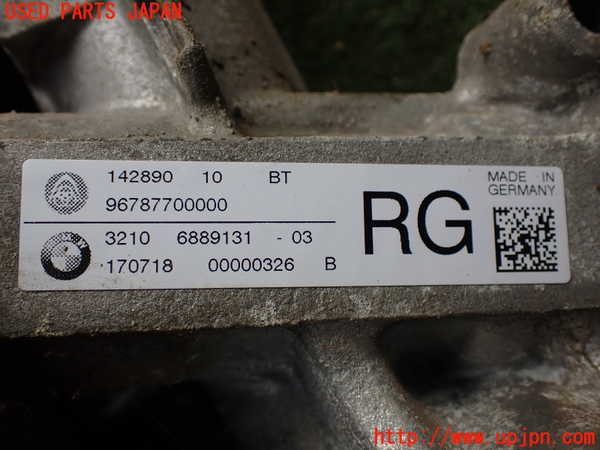 USED PARTS JAPAN
142890 10 BT
96787700000
3210 6889131 - 03
170718 00000326 B
RG
MADE IN
GERMANY
http://www.upjpn.com/